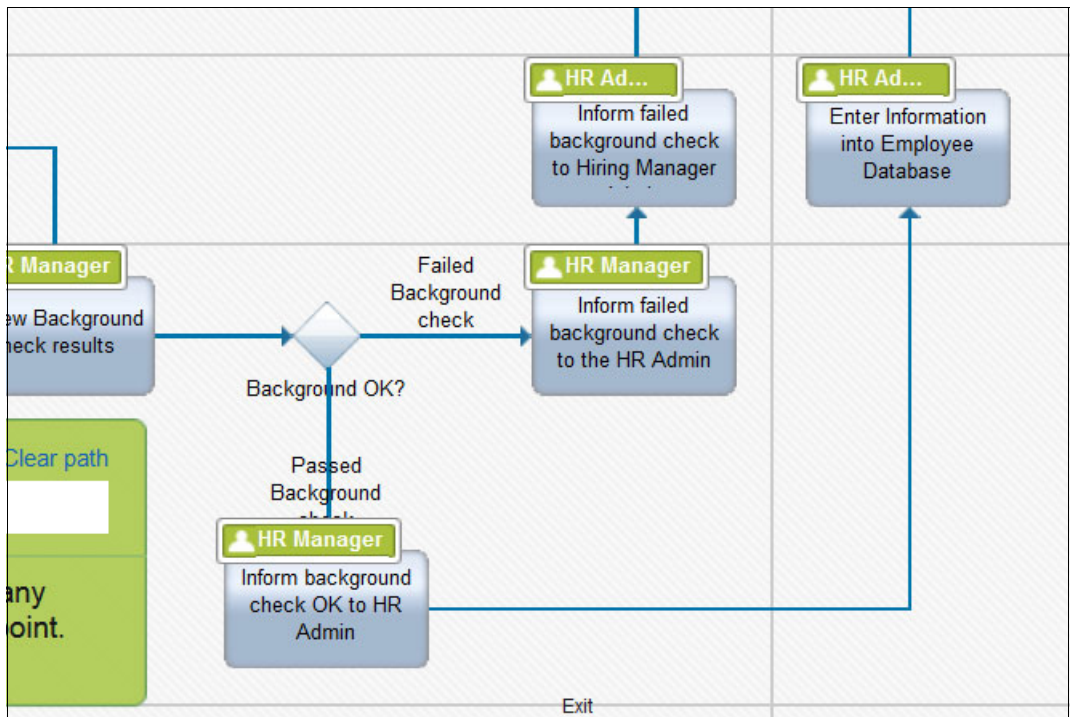 HR Ad...
Inform failed
background check
to Hiring Manager
HR Ad...
Enter Information
into Employee
Database
R Manager
ew Background
heck results
Failed
Background
check
HR Manager
Inform failed
background check
to the HR Admin
Background OK?
Clear path
Passed
Background
check
HR Manager
Inform background
check OK to HR
Admin
any
point.
Exit